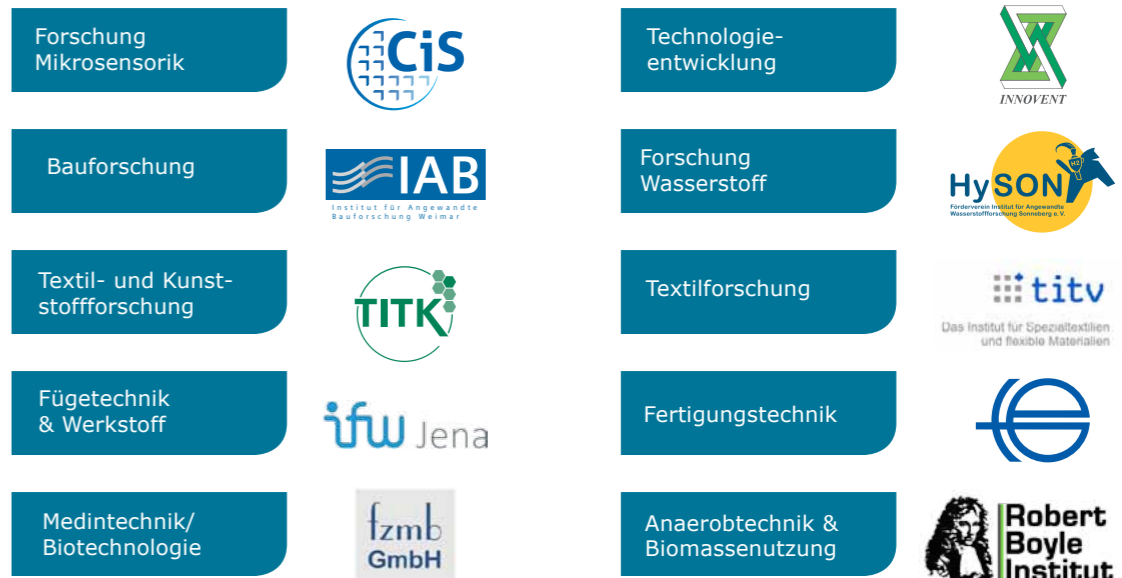 Forschung
Mikrosensorik
CiS
Technologie-
entwicklung
INNOVENT
Bauforschung
IAB
Institut für Angewandte
Bauforschung Weimar
Forschung
Wasserstoff
H2
HySON
Förderverein Institut für Angewandte
Wasserstoffforschung Sonneberg e. V.
Textil- und Kunst-
stoffforschung
TITK
Textilforschung
titv
Das Institut für Spezialtextilien
und flexible Materialien
Fügetechnik
& Werkstoff
ifw Jena
Fertigungstechnik
Medintechnik/
Biotechnologie
fzmb
GmbH
Anaerobtechnik &
Biomassenutzung
Robert
Boyle
Institut